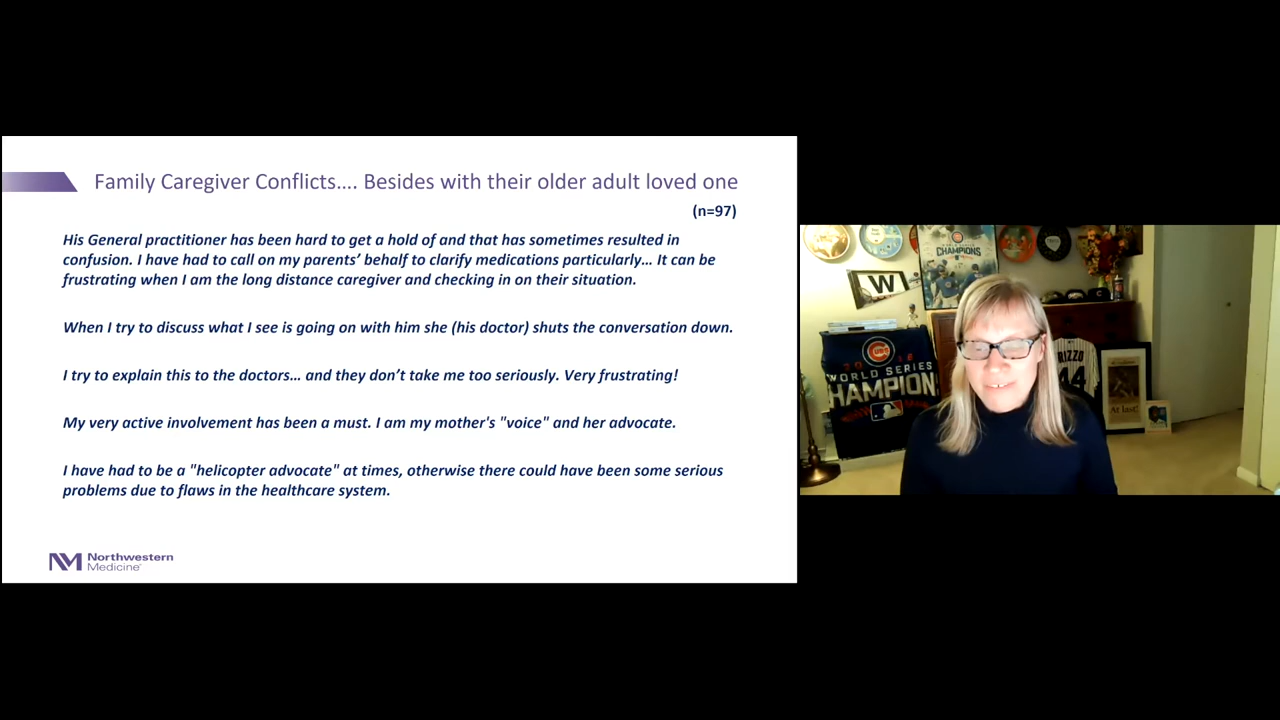 Family Caregiver Conflicts.... Besides with their older adult loved one
(n=97)
His General practitioner has been hard to get a hold of and that has sometimes resulted in
confusion. I have had to call on my parents’ behalf to clarify medications particularly… It can be
frustrating when I am the long distance caregiver and checking in on their situation.
When I try to discuss what I see is going on with him she (his doctor) shuts the conversation down.
I try to explain this to the doctors… and they don’t take me too seriously. Very frustrating!
My very active involvement has been a must. I am my mother's "voice" and her advocate.
I have had to be a "helicopter advocate" at times, otherwise there could have been some serious
problems due to flaws in the healthcare system.
NM Northwestern
Medicine
CHAMPIONS
W
CUBS
WORLD SERIES
CHAMPION
RIZZO
44
At last!